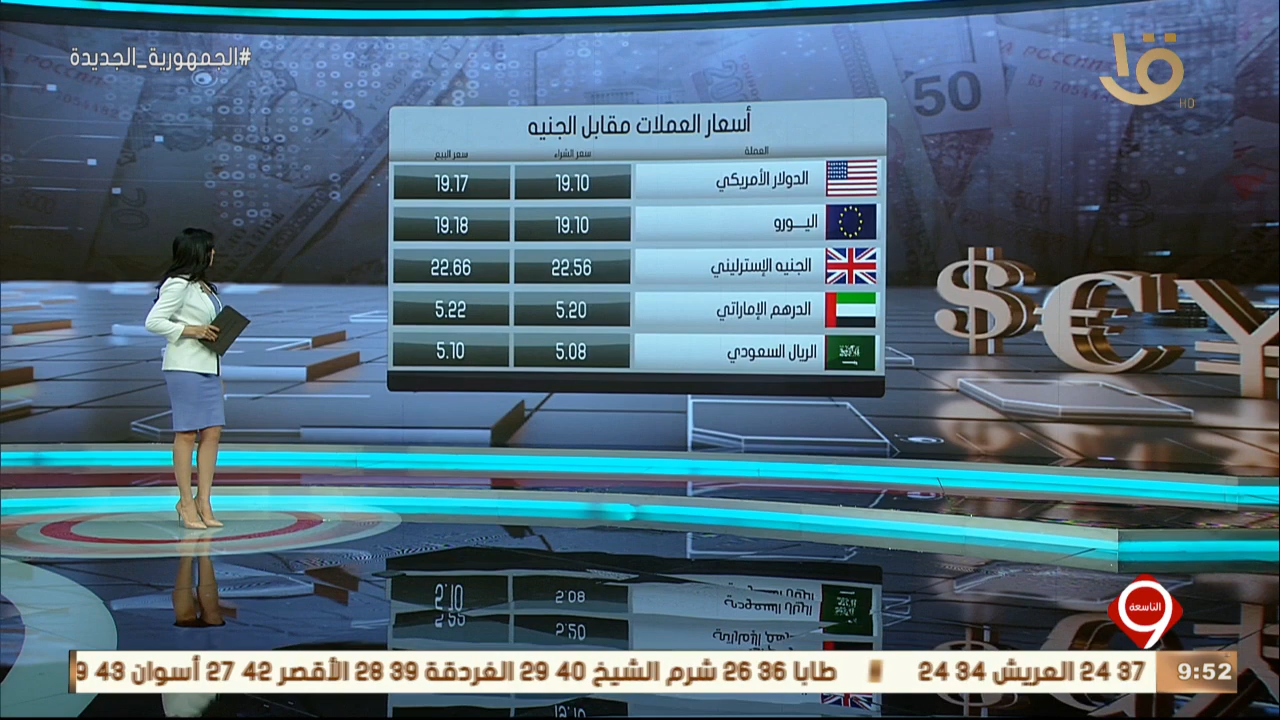 #الجمهورية_الجديدة
HD
50
أسعار العملات مقابل الجنيه
العملة سعر الشراء سعر البيع
الدولار الأمريكي 19.10 19.17
اليـورو 19.10 19.18
الجنيه الإسترليني 22.56 22.66
الدرهم الإماراتي 5.20 5.22
الريال السعودي 5.08 5.10
$€¥
التاسعة
9
37 24 العريش 34 24 طابا 36 26 شرم الشيخ 40 29 الغردقة 39 28 الأقصر 42 27 أسوان 43
9:52